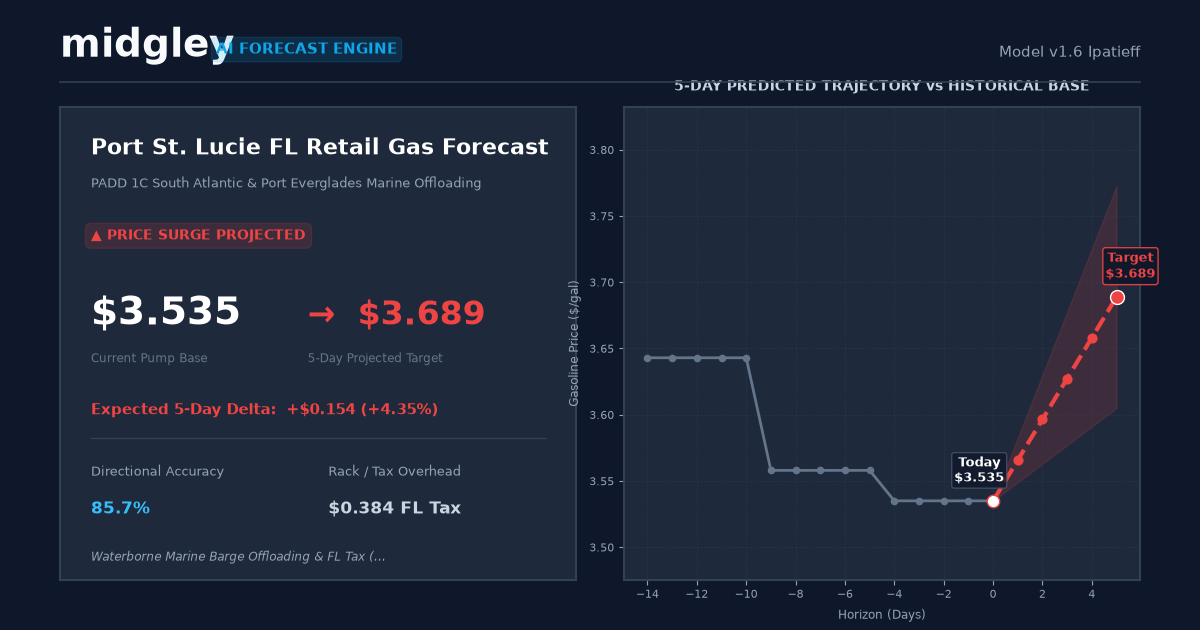 midgley
AI FORECAST ENGINE
Model v1.6 Ipatieff
Port St. Lucie FL Retail Gas Forecast
PADD 1C South Atlantic & Port Everglades Marine Offloading
▲ PRICE SURGE PROJECTED
$3.535
→ $3.689
Current Pump Base
5-Day Projected Target
Expected 5-Day Delta: +$0.154 (+4.35%)
Directional Accuracy
Rack / Tax Overhead
85.7%
$0.384 FL Tax
Waterborne Marine Barge Offloading & FL Tax (...
5-DAY PREDICTED TRAJECTORY vs HISTORICAL BASE
Gasoline Price ($/gal)
3.80
3.75
3.70
3.65
3.60
3.55
3.50
Target
$3.689
Today
$3.535
−14 −12 −10 −8 −6 −4 −2 0 2 4
Horizon (Days)